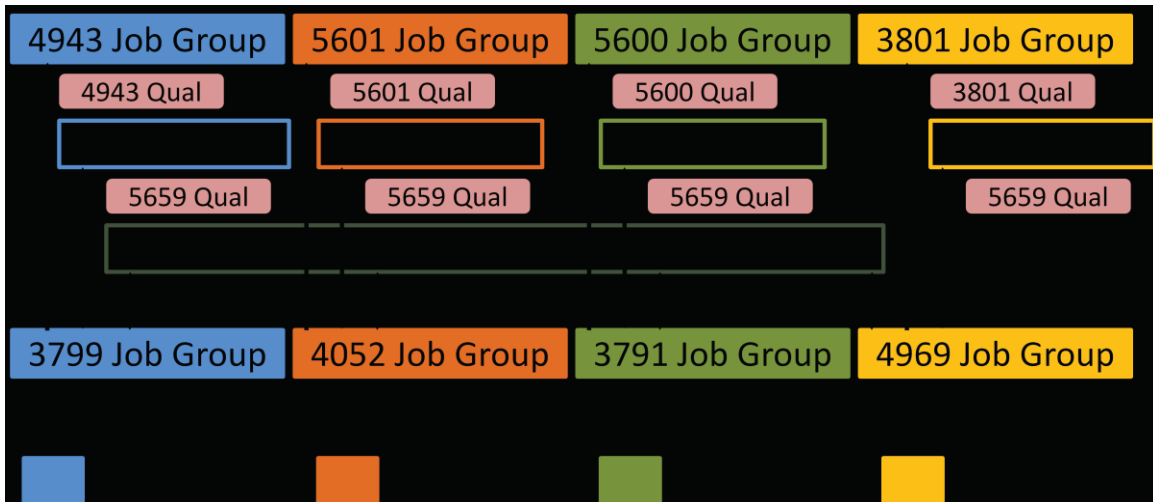 4943 Job Group 5601 Job Group 5600 Job Group 3801 Job Group
4943 Qual 5601 Qual 5600 Qual 3801 Qual
5659 Qual 5659 Qual 5659 Qual 5659 Qual
3799 Job Group 4052 Job Group 3791 Job Group 4969 Job Group